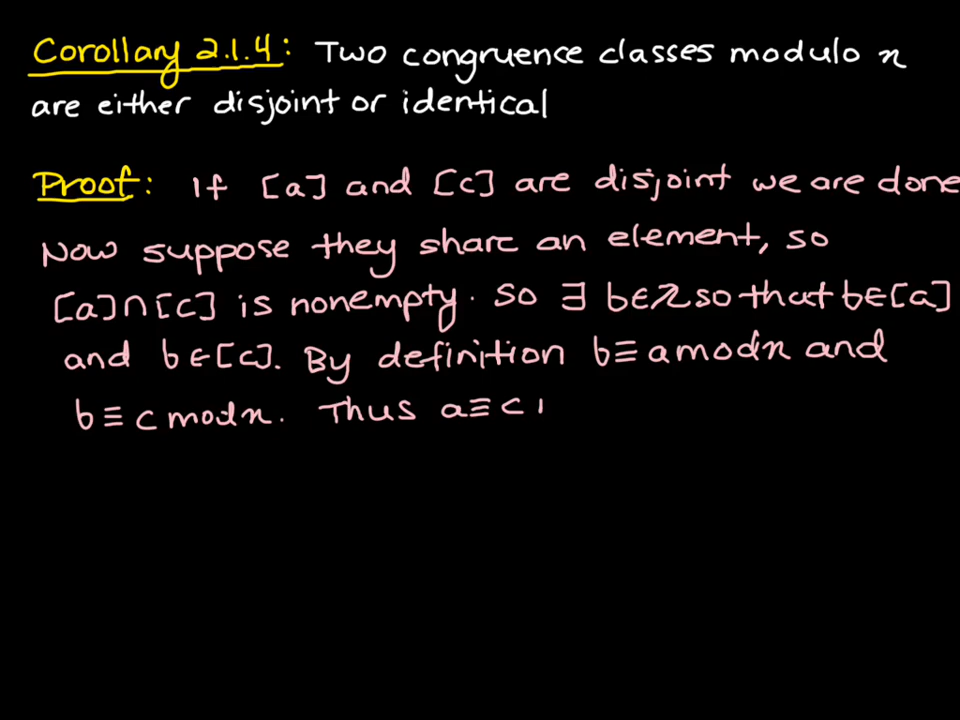 Corollary 2.1.4: Two congruence classes modulo n
are either disjoint or identical
Proof: If [a] and [c] are disjoint we are done
Now suppose they share an element, so
[a]∩[c] is nonempty. So ∃ b∈ℤ so that b∈[a]
and b∈[c]. By definition b≡a mod n and
b≡c mod n. Thus a≡c